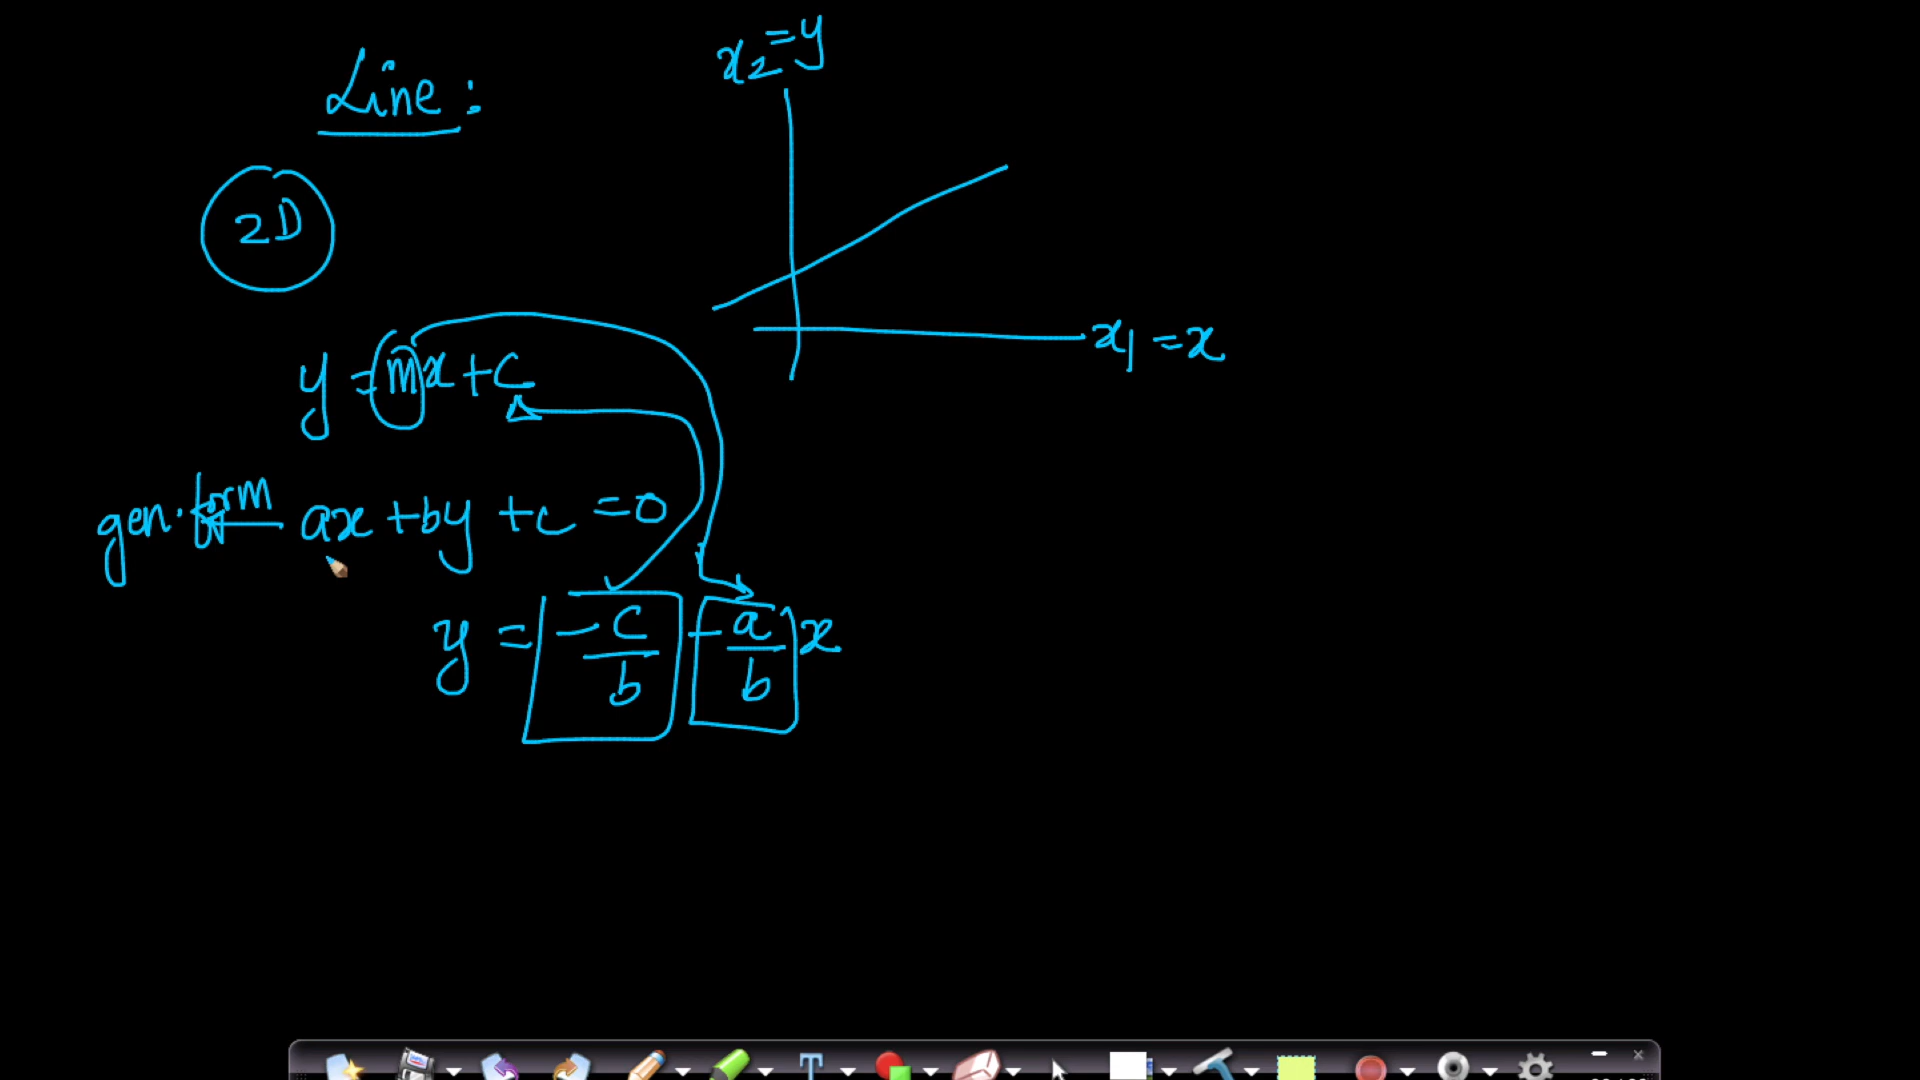 Line:
x₂=y
2D
x₁=x
y=mx+c
gen. form ax+by+c=0
y=-c/b -a/b x
T